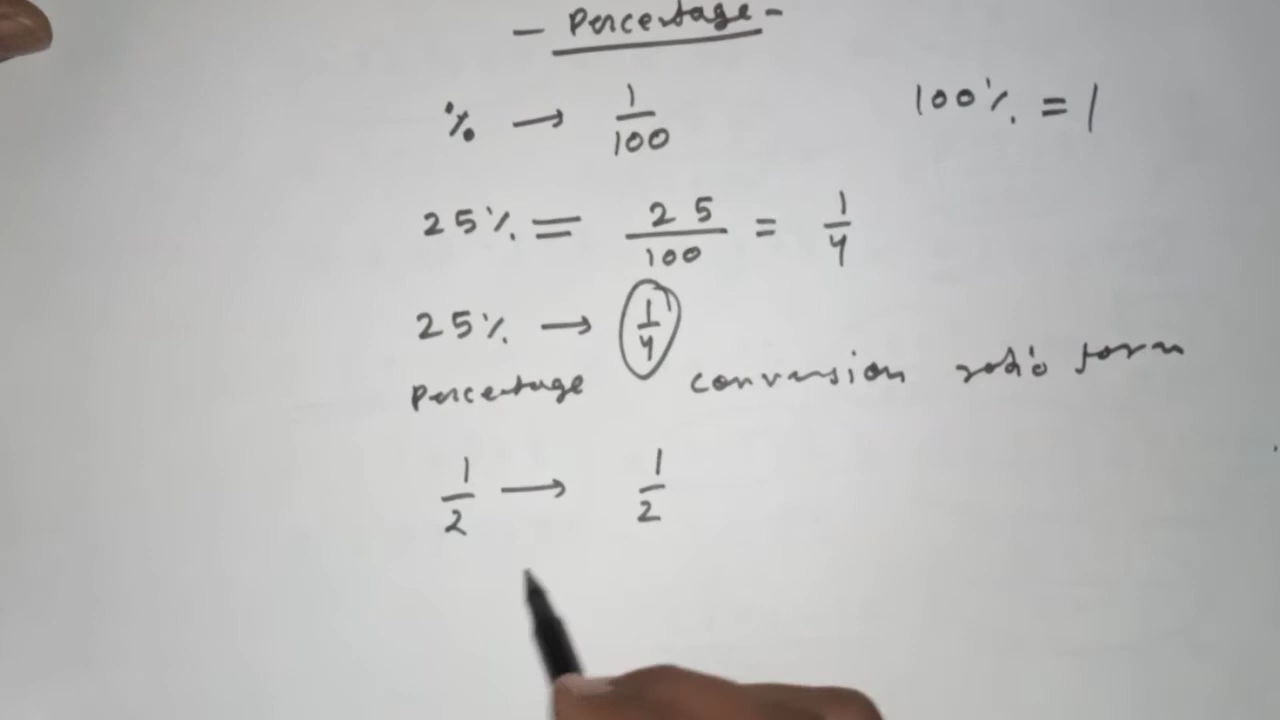 - Percentage -
% → 1/100 100% = 1
25% = 25/100 = 1/4
25% → 1/4
Percentage conversion ratio form
1/2 → 1/2